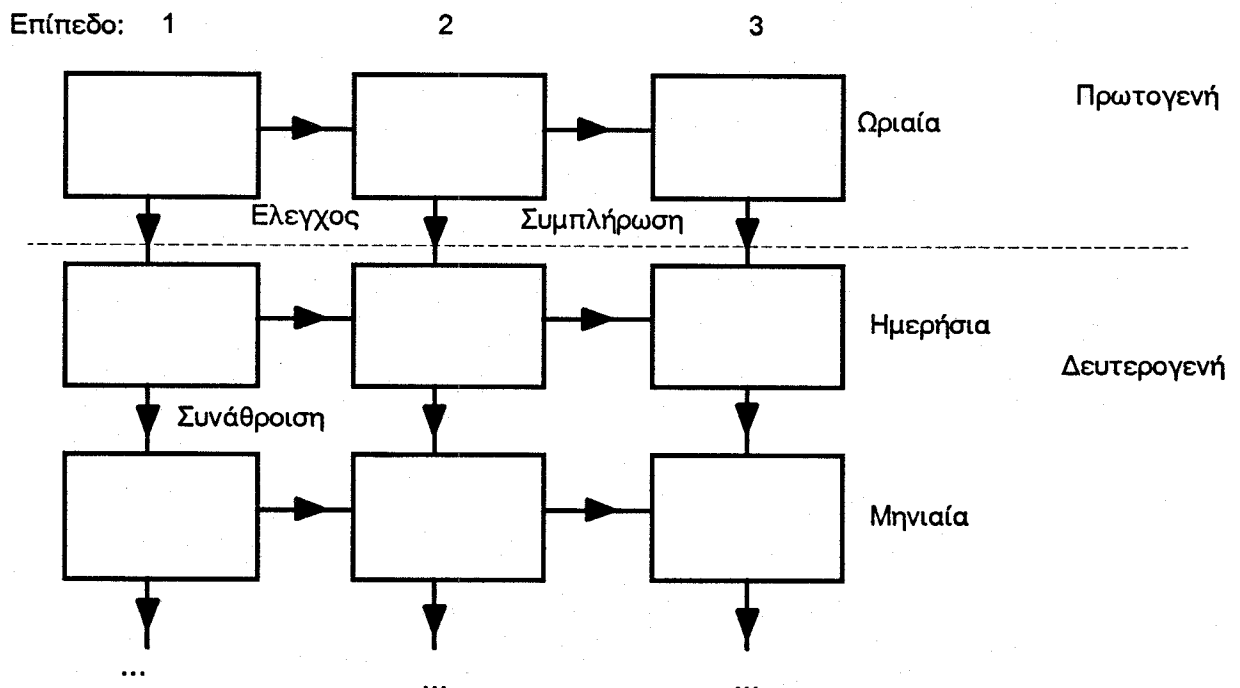 Επίπεδο: 1 2 3
Πρωτογενή
Ωριαία
Ελεγχος Συμπλήρωση
Ημερήσια
Δευτερογενή
Συνάθροιση
Μηνιαία
... ... ...